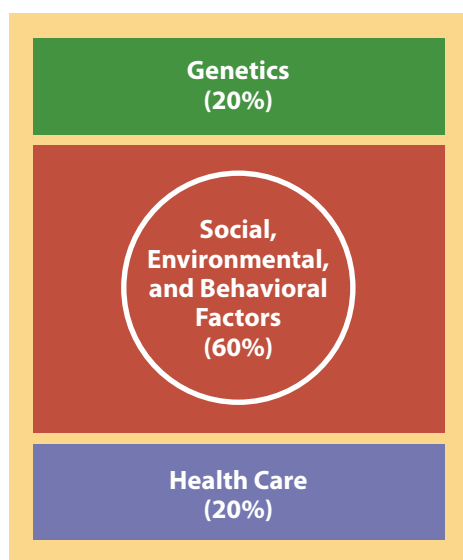 Genetics
(20%)
Social,
Environmental,
and Behavioral
Factors
(60%)
Health Care
(20%)